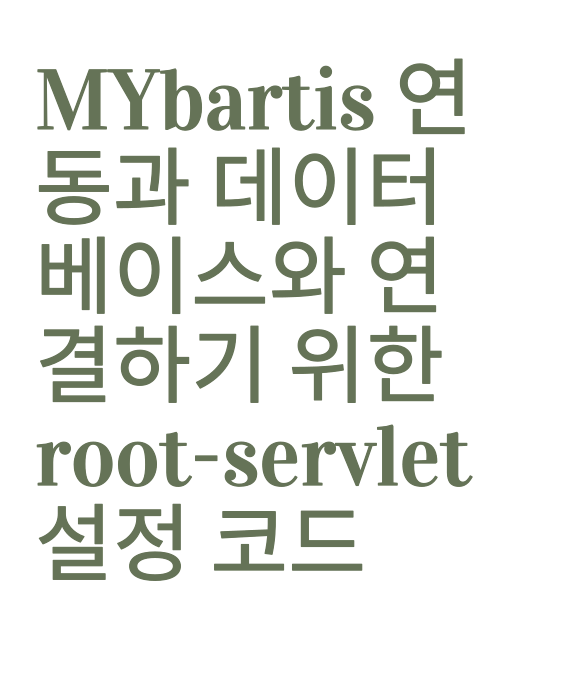 MYbartis 연
동과 데이터
베이스와 연
결하기 위한
root-servlet
설정 코드